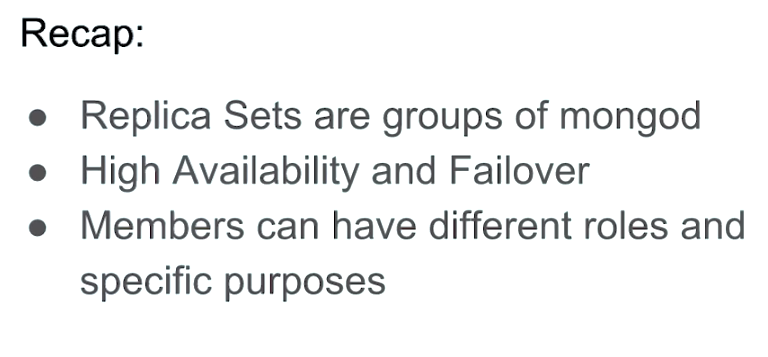 Recap:
● Replica Sets are groups of mongod
● High Availability and Failover
● Members can have different roles and
specific purposes